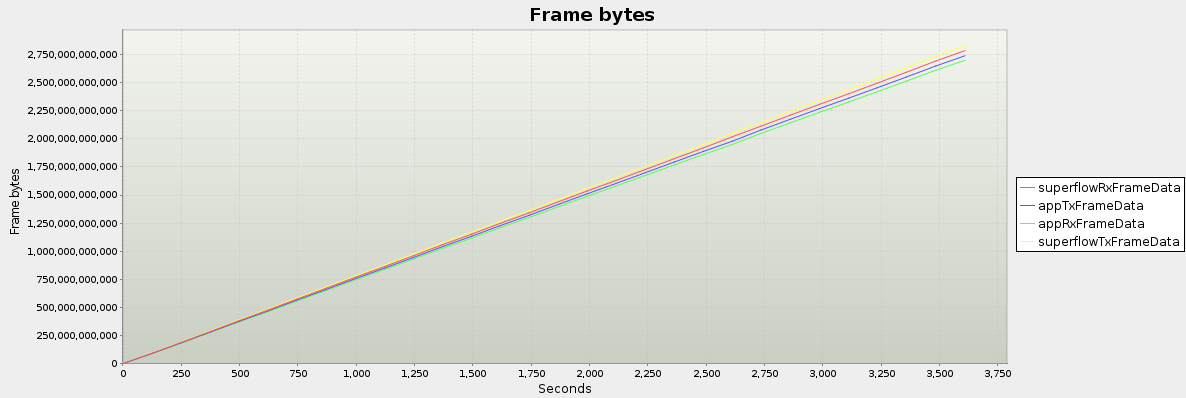 Frame bytes
2,750,000,000,000
2,500,000,000,000
2,250,000,000,000
2,000,000,000,000
1,750,000,000,000
1,500,000,000,000
1,250,000,000,000
1,000,000,000,000
750,000,000,000
500,000,000,000
250,000,000,000
0
Frame bytes
0 250 500 750 1,000 1,250 1,500 1,750 2,000 2,250 2,500 2,750 3,000 3,250 3,500 3,750
Seconds
superflowRxFrameData
appTxFrameData
appRxFrameData
superflowTxFrameData